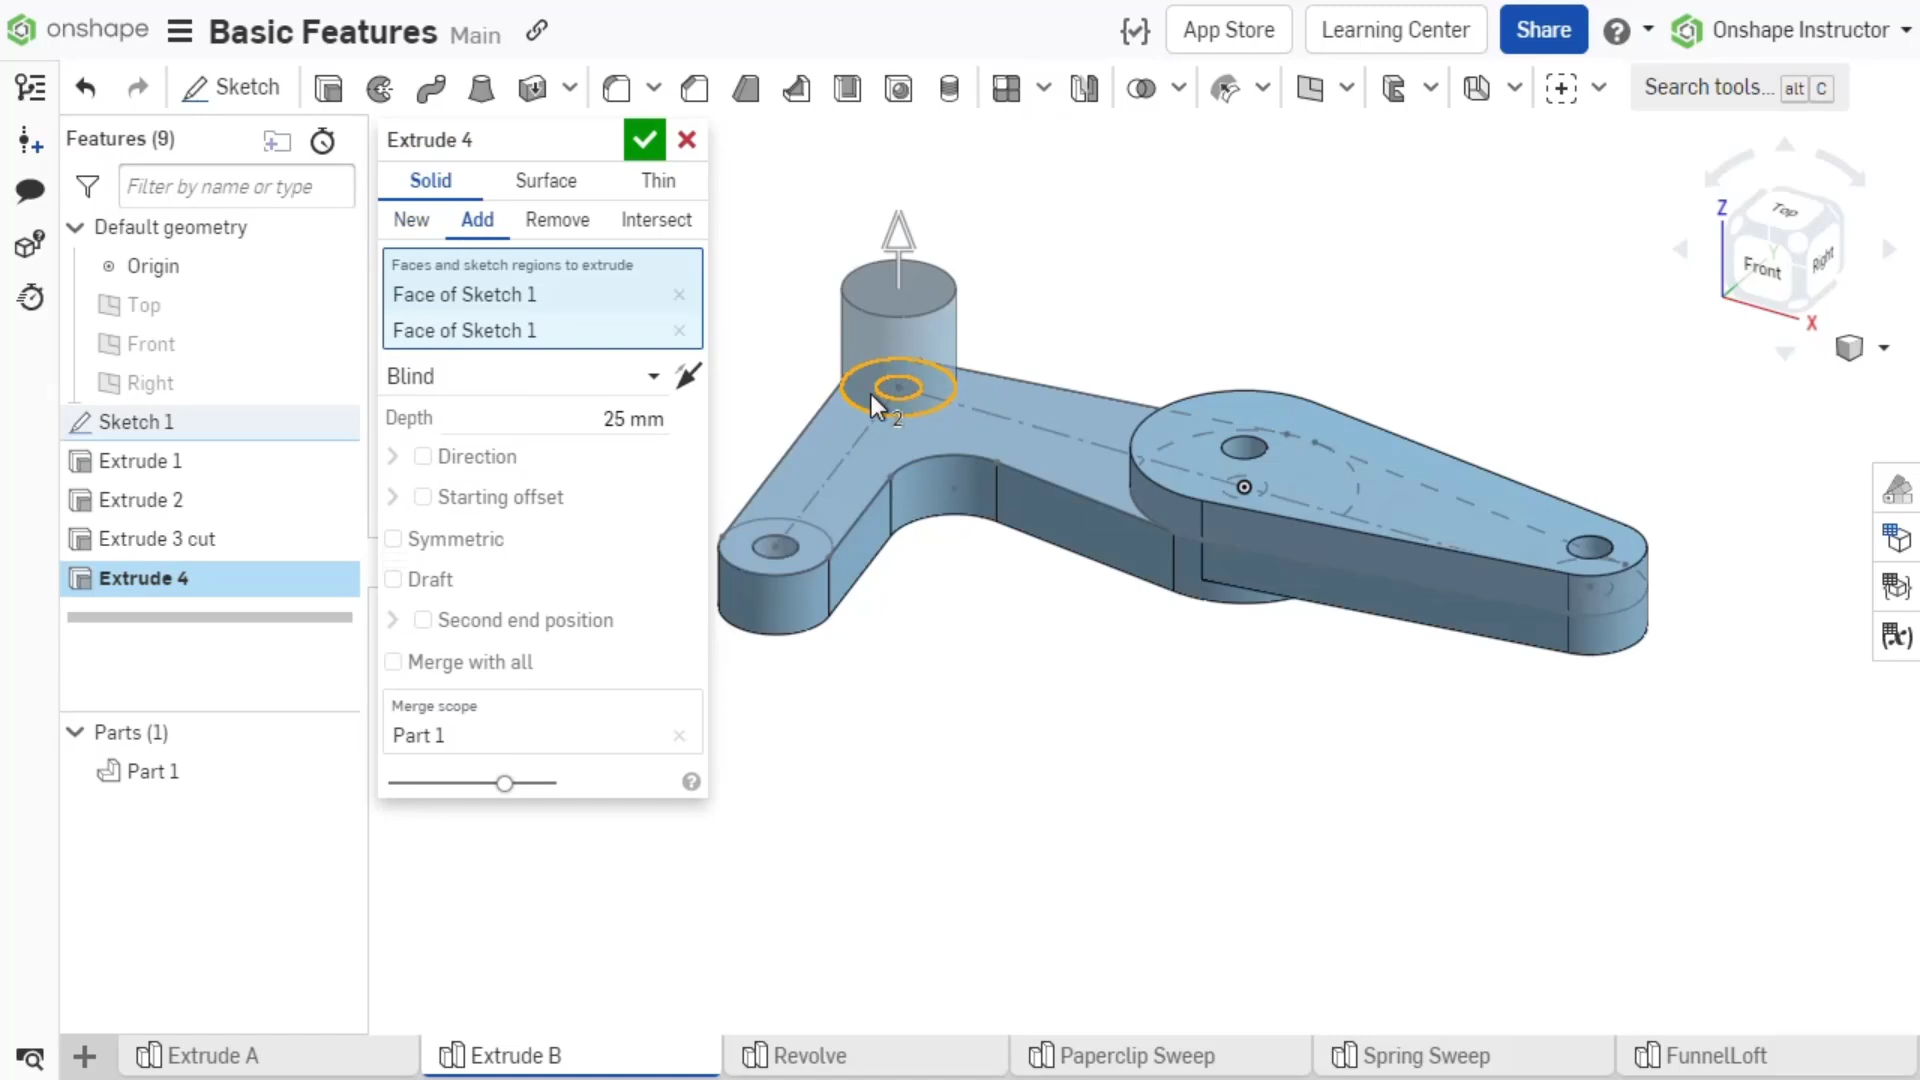 onshape Basic Features Main App Store Learning Center Share Onshape Instructor
Sketch Search tools... alt C
Features (9)
Filter by name or type
Default geometry
Origin
Top
Front
Right
Sketch 1
Extrude 1
Extrude 2
Extrude 3 cut
Extrude 4
Parts (1)
Part 1
Extrude 4
Solid Surface Thin
New Add Remove Intersect
Faces and sketch regions to extrude
Face of Sketch 1
Face of Sketch 1
Blind
Depth 25 mm
Direction
Starting offset
Symmetric
Draft
Second end position
Merge with all
Merge scope
Part 1
2
Z
Top
Y
Front
Right
X
Extrude A Extrude B Revolve Paperclip Sweep Spring Sweep FunnelLoft